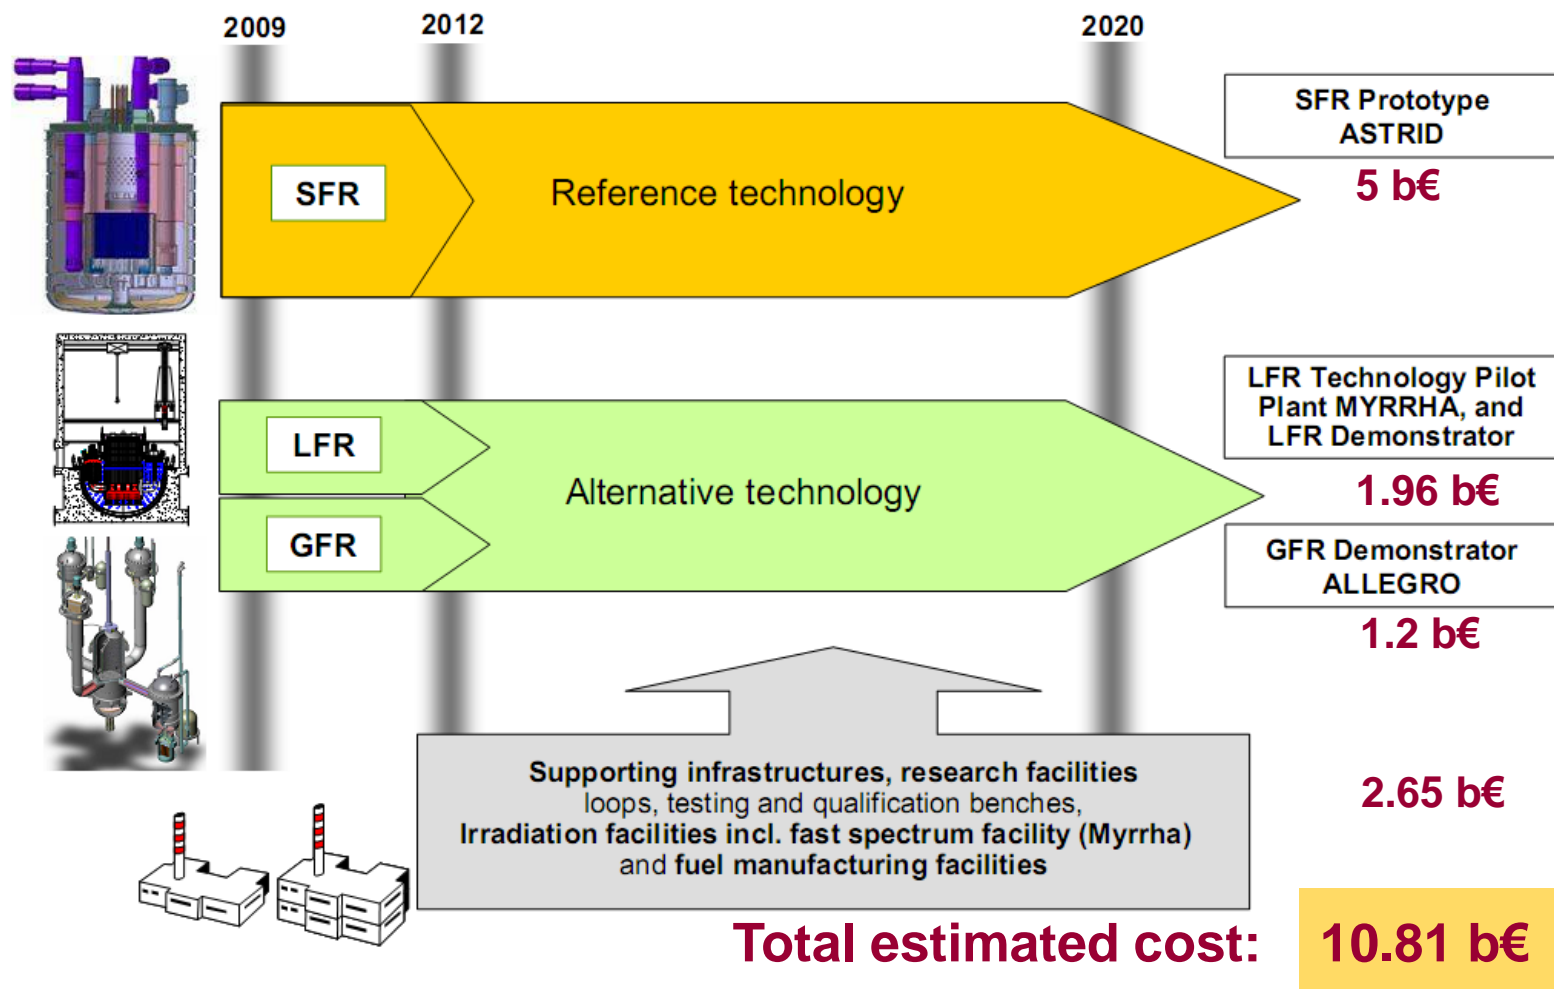 2009
2012
2020
SFR
Reference technology
SFR Prototype
ASTRID
5 b€
LFR
GFR
Alternative technology
LFR Technology Pilot
Plant MYRRHA, and
LFR Demonstrator
1.96 b€
GFR Demonstrator
ALLEGRO
1.2 b€
Supporting infrastructures, research facilities
loops, testing and qualification benches,
Irradiation facilities incl. fast spectrum facility (Myrrha)
and fuel manufacturing facilities
2.65 b€
Total estimated cost: 10.81 b€